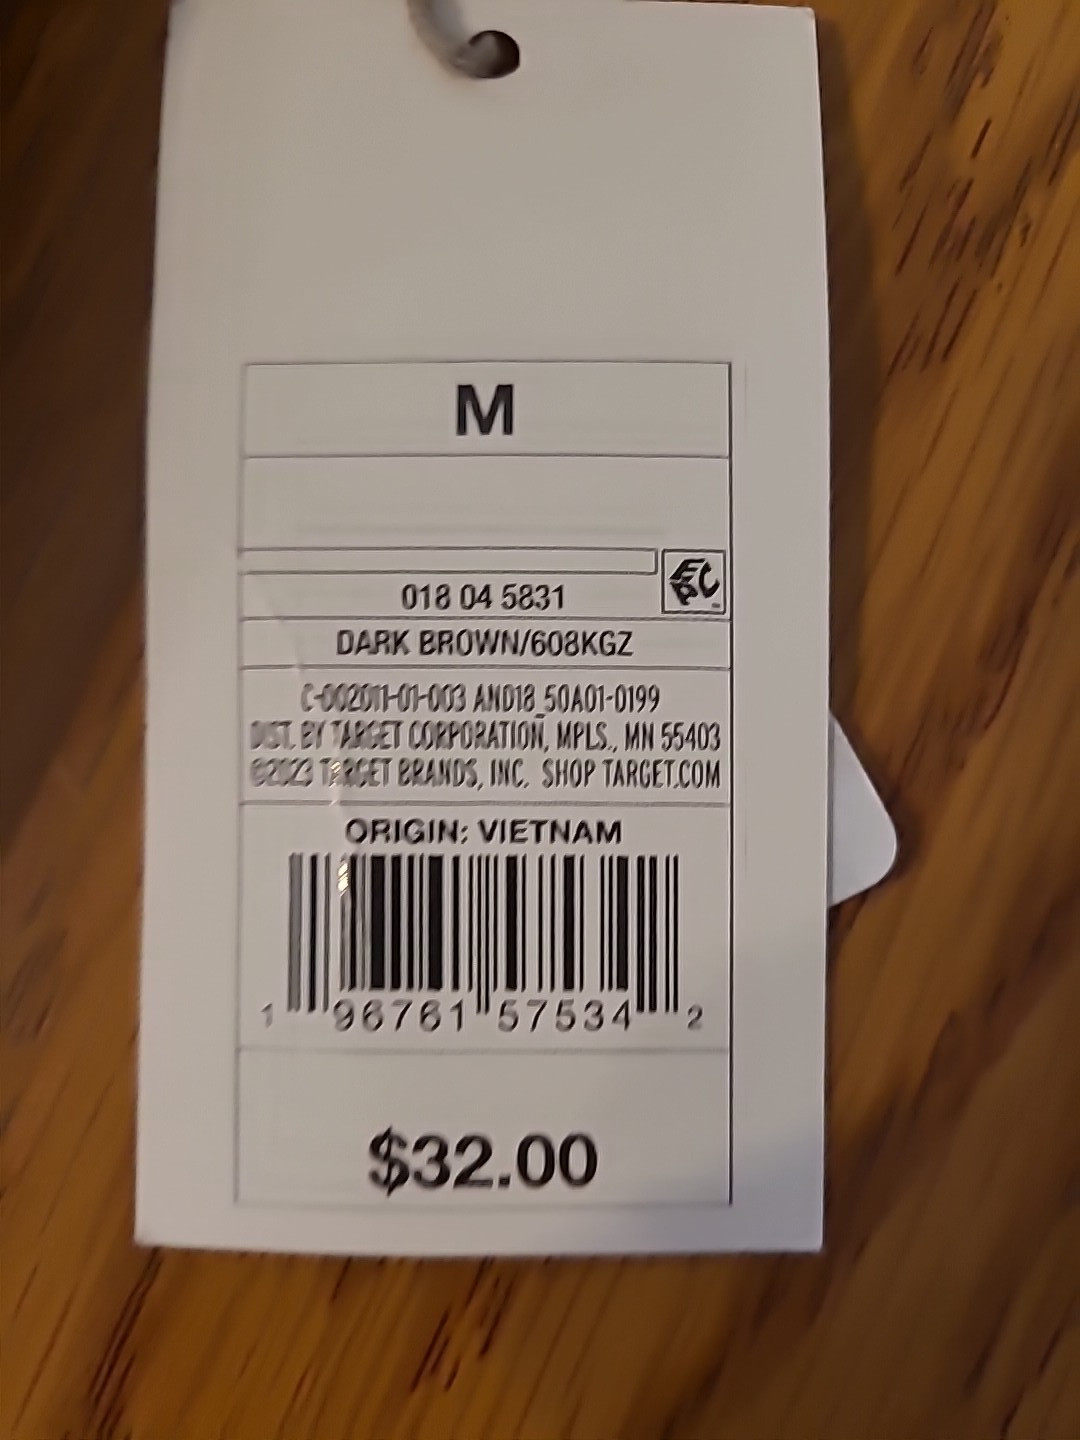 M
018 04 5831
DARK BROWN/608KGZ
C-002011-01-003 AND18_50A01-0199
DIST. BY TARGET CORPORATION, MPLS., MN 55403
©2023 TARGET BRANDS, INC. SHOP TARGET.COM
ORIGIN: VIETNAM
1 96761 57534 2
$32.00